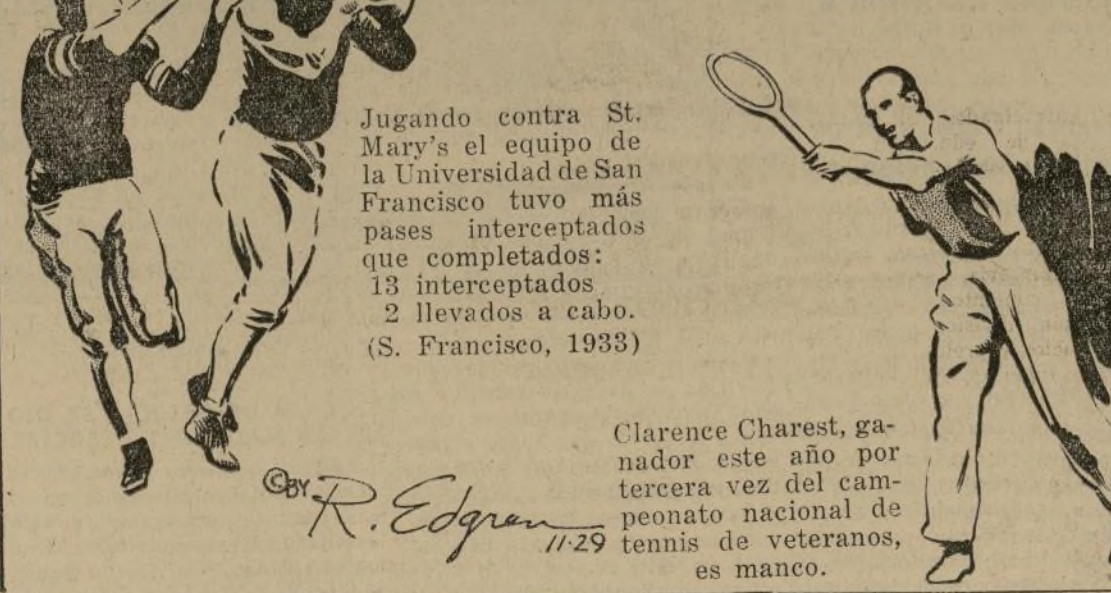 Jugando contra St.
Mary's el equipo de
la Universidad de San
Francisco tuvo más
pases interceptados
que completados:
13 interceptados
2 llevados a cabo.
(S. Francisco, 1933)
©BY R. Edgren
11-29
Clarence Charest, ga-
nador este año por
tercera vez del cam-
peonato nacional de
tennis de veteranos,
es manco.